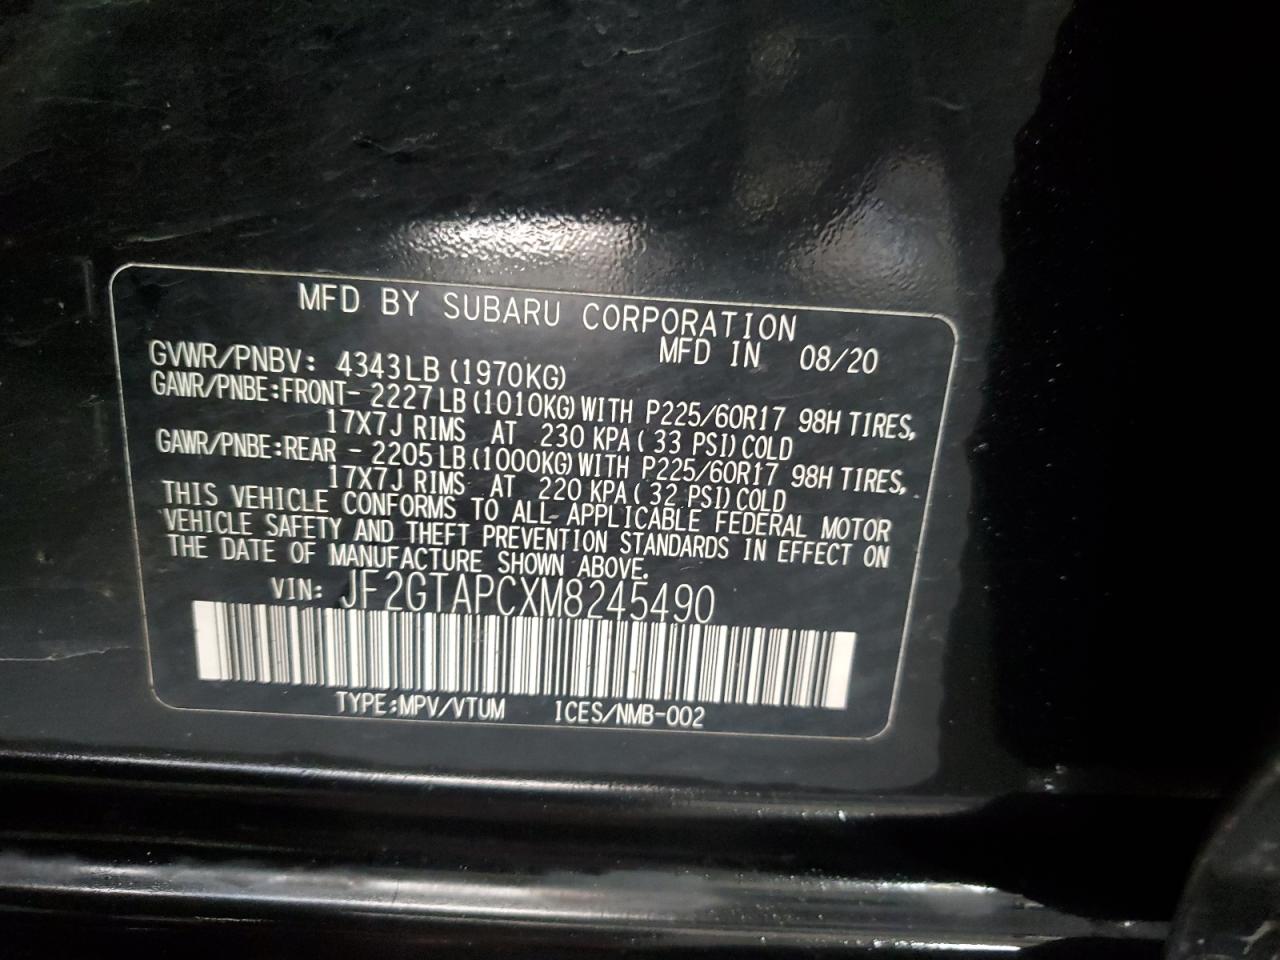 MFD BY SUBARU CORPORATION
MFD IN 08/20
GVWR/PNBV: 4343LB (1970KG)
GAWR/PNBE:FRONT- 2227 LB (1010KG) WITH P225/60R17 98H TIRES,
17X7J RIMS AT 230 KPA ( 33 PSI) COLD
GAWR/PNBE:REAR - 2205 LB (1000KG) WITH P225/60R17 98H TIRES,
17X7J RIMS AT 220 KPA ( 32 PSI) COLD
THIS VEHICLE CONFORMS TO ALL APPLICABLE FEDERAL MOTOR
VEHICLE SAFETY AND THEFT PREVENTION STANDARDS IN EFFECT ON
THE DATE OF MANUFACTURE SHOWN ABOVE.
VIN: JF2GTAPCXM8245490
TYPE:MPV/VTUM ICES/NMB-002